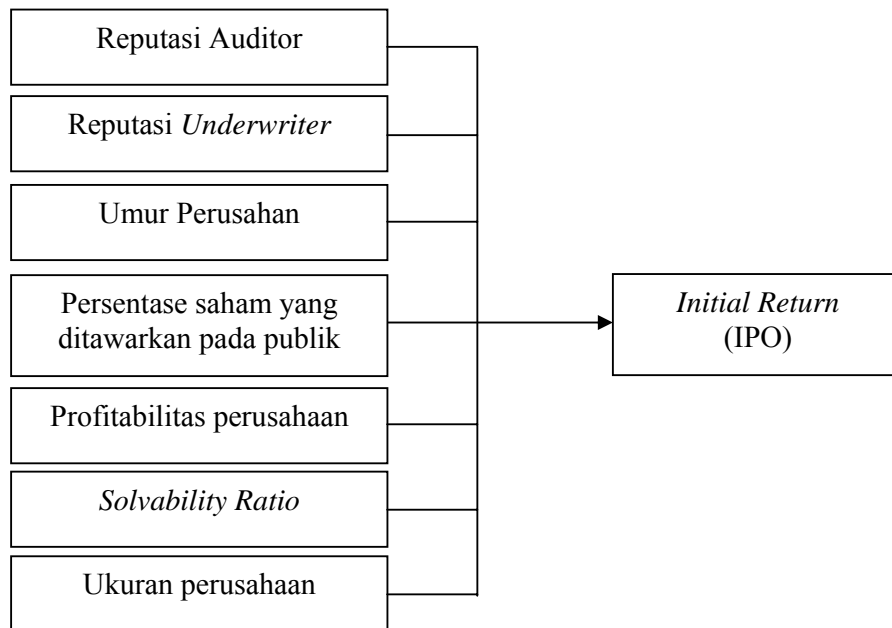 Reputasi Auditor
Reputasi Underwriter
Umur Perusahan
Persentase saham yang
ditawarkan pada publik
Profitabilitas perusahaan
Solvability Ratio
Ukuran perusahaan
Initial Return
(IPO)